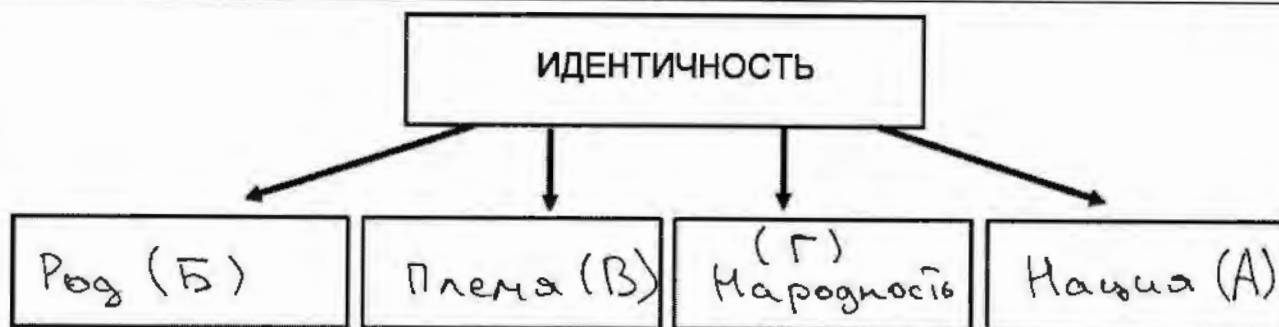 ИДЕНТИЧНОСТЬ
Род (Б)
Племя (В)
(Г)
Народность
Нация (А)